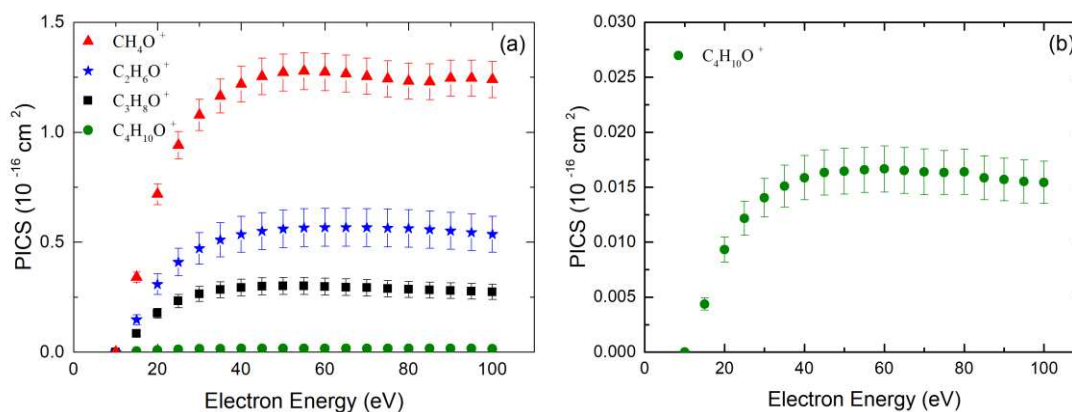 (a)
CH₄O⁺
C₂H₆O⁺
C₃H₈O⁺
C₄H₁₀O⁺
1.5
1.0
0.5
0.0
PICS (10 ⁻¹⁶ cm ²)
20 40 60 80 100
Electron Energy (eV)
(b)
C₄H₁₀O⁺
0.030
0.025
0.020
0.015
0.010
0.005
0.000
PICS (10 ⁻¹⁶ cm ²)
0 20 40 60 80 100
Electron Energy (eV)